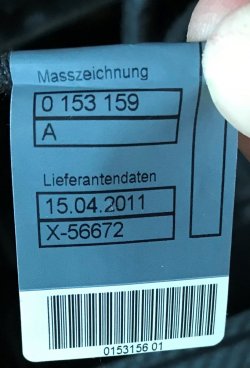 Masszeichnung
0 153 159
A
Lieferantendaten
15.04.2011
X-56672
0153156 01